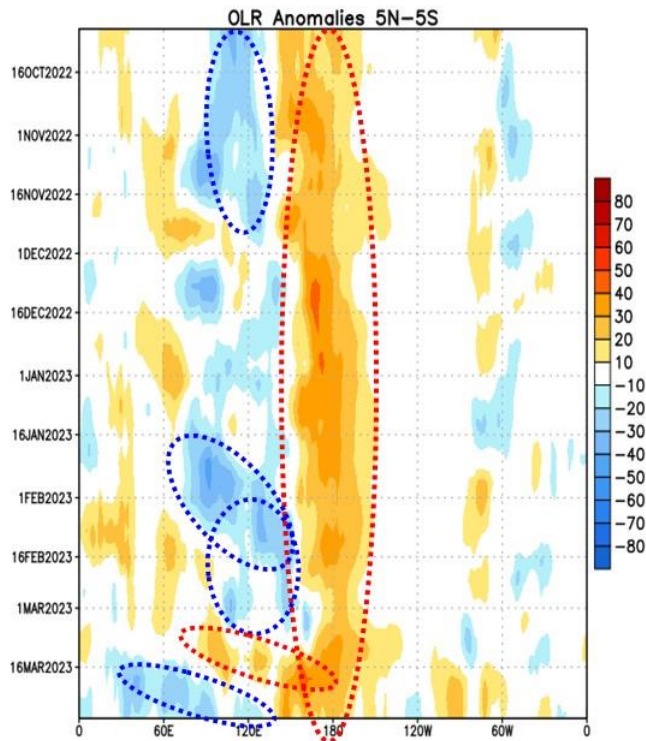 OLR Anomalies 5N-5S
16OCT2022
1NOV2022
16NOV2022
1DEC2022
16DEC2022
1JAN2023
16JAN2023
1FEB2023
16FEB2023
1MAR2023
16MAR2023
0 60E 120E 180 120W 60W 0
80
70
60
50
40
30
20
10
-10
-20
-30
-40
-50
-60
-70
-80